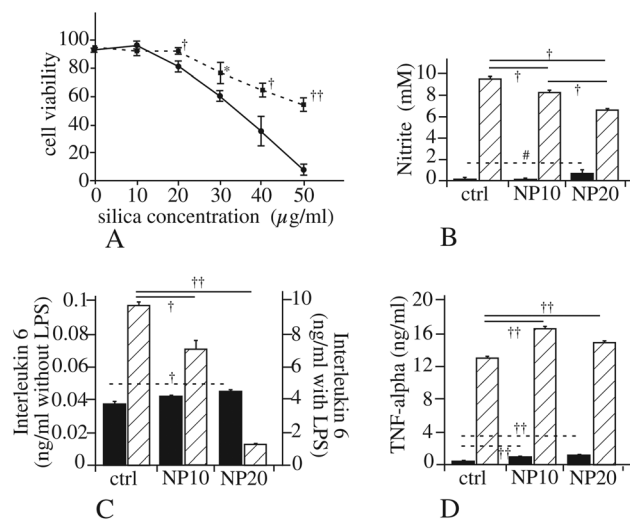 100
80
60
40
20
0
cell viability
†
*
†
††
0 10 20 30 40 50
silica concentration (µg/ml)
A
10
8
6
4
2
0
Nitrite (mM)
†
†
†
#
ctrl NP10 NP20
B
0.1
0.08
0.06
0.04
0.02
0
Interleukin 6
(ng/ml without LPS)
††
†
†
10
8
6
4
2
0
Interleukin 6
(ng/ml with LPS)
ctrl NP10 NP20
C
20
16
12
8
4
0
TNF-alpha (ng/ml)
††
††
††
††
ctrl NP10 NP20
D